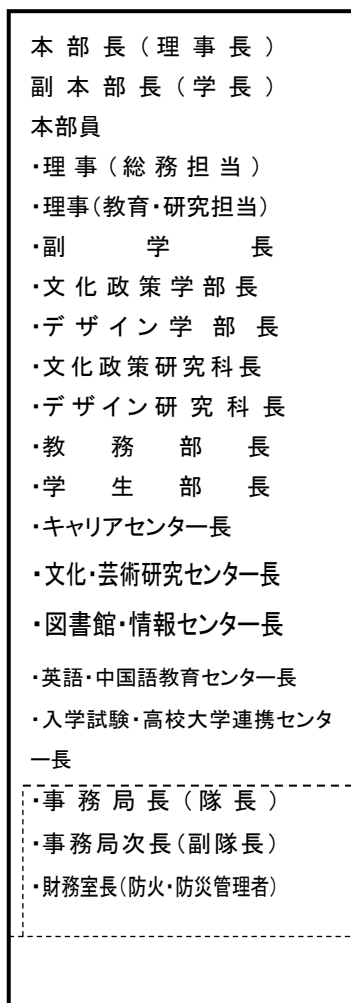 本部長(理事長)
副本部長(学長)
本部員
・理事(総務担当)
・理事(教育・研究担当)
・副学長
・文化政策学部長
・デザイン学部長
・文化政策研究科長
・デザイン研究科長
・教務部長
・学生部長
・キャリアセンター長
・文化・芸術研究センター長
・図書館・情報センター長
・英語・中国語教育センター長
・入学試験・高校大学連携センタ
ー長
・事務局長(隊長)
・事務局次長(副隊長)
・財務室長(防火・防災管理者)